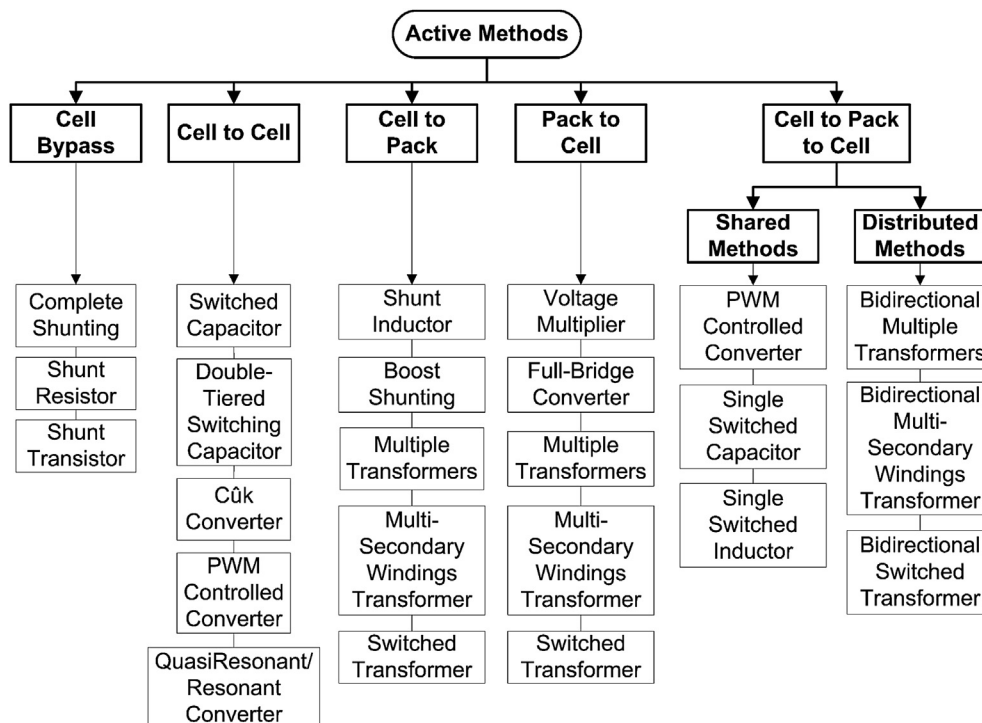 Active Methods
Cell
Bypass
Cell to Cell
Cell to
Pack
Pack to
Cell
Cell to Pack
to Cell
Shared
Methods
Distributed
Methods
Complete
Shunting
Shunt
Resistor
Shunt
Transistor
Switched
Capacitor
Double-
Tiered
Switching
Capacitor
Cûk
Converter
PWM
Controlled
Converter
QuasiResonant/
Resonant
Converter
Shunt
Inductor
Boost
Shunting
Multiple
Transformers
Multi-
Secondary
Windings
Transformer
Switched
Transformer
Voltage
Multiplier
Full-Bridge
Converter
Multiple
Transformers
Multi-
Secondary
Windings
Transformer
Switched
Transformer
PWM
Controlled
Converter
Single
Switched
Capacitor
Single
Switched
Inductor
Bidirectional
Multiple
Transformers
Bidirectional
Multi-
Secondary
Windings
Transformer
Bidirectional
Switched
Transformer